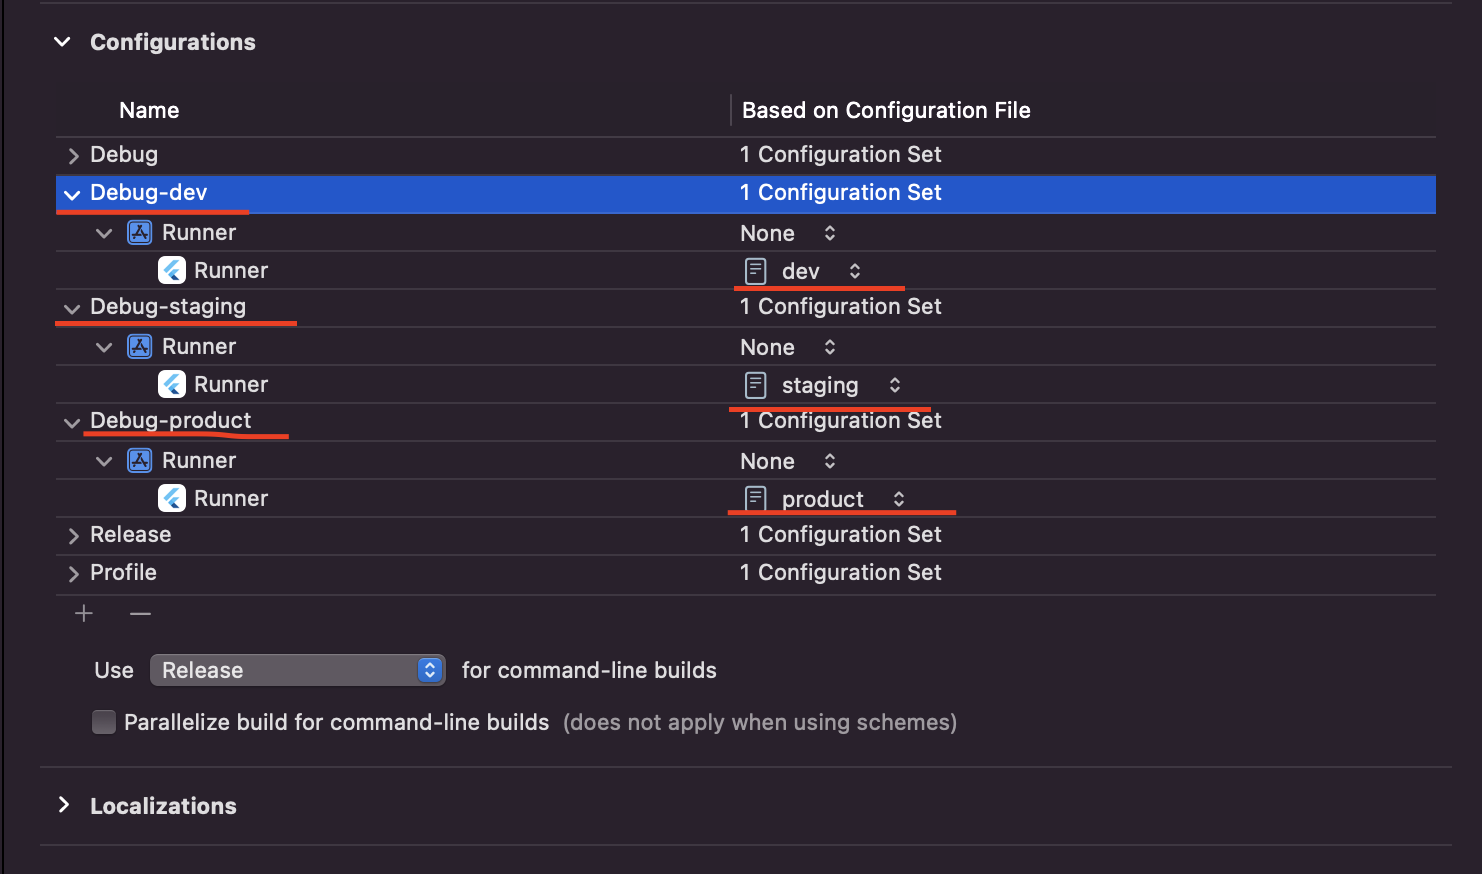 Configurations
Name Based on Configuration File
Debug 1 Configuration Set
Debug-dev 1 Configuration Set
Runner None
Runner dev
Debug-staging 1 Configuration Set
Runner None
Runner staging
Debug-product 1 Configuration Set
Runner None
Runner product
Release 1 Configuration Set
Profile 1 Configuration Set
Use Release for command-line builds
Parallelize build for command-line builds (does not apply when using schemes)
Localizations